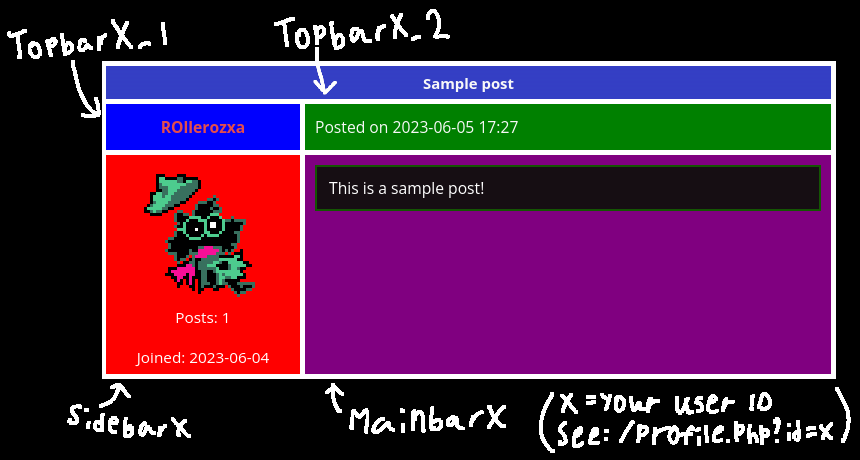 TopbarX_1
TopbarX_2
Sample post
ROllerozxa
Posted on 2023-06-05 17:27
This is a sample post!
Posts: 1
Joined: 2023-06-04
SidebarX
MainbarX
(X=Your user ID
See: /profile.php?id=X)